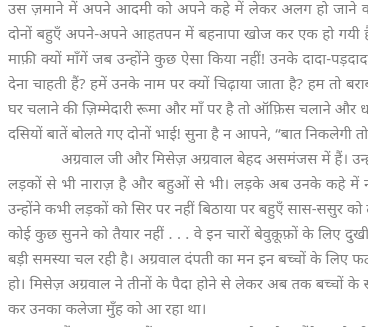 उस ज़माने में अपने आदमी को अपने कहे में लेकर अलग हो जाने
दोनों बहुएँ अपने-अपने आहतपन में बहनापा खोज कर एक हो गयी
माफ़ी क्यों माँगें जब उन्होंने कुछ ऐसा किया नहीं! उनके दादा-पड़दाद
देना चाहती हैं? हमें उनके नाम पर क्यों चिढ़ाया जाता है? हम तो
घर चलाने की ज़िम्मेदारी रूमा और माँ पर है तो ऑफ़िस चलाने और
दसियों बातें बोलते गए दोनों भाई! सुना है न आपने, “बात निकलेगी तो
अग्रवाल जी और मिसेज़ अग्रवाल बेहद असमंजस में हैं।
लड़कों से भी नाराज़ है और बहुओं से भी। लड़के अब उनके कहे में
उन्होंने कभी लड़कों को सिर पर नहीं बिठाया पर बहुएँ सास-ससुर को
कोई कुछ सुनने को तैयार नहीं . . . वे इन चारों बेवुक़ूफ़ों के लिए दुखी
बड़ी समस्या चल रही है। अग्रवाल दंपती का मन इन बच्चों के लिए
हो। मिसेज़ अग्रवाल ने तीनों के पैदा होने से लेकर अब तक बच्चों के
कर उनका कलेजा मुँह को आ रहा था।